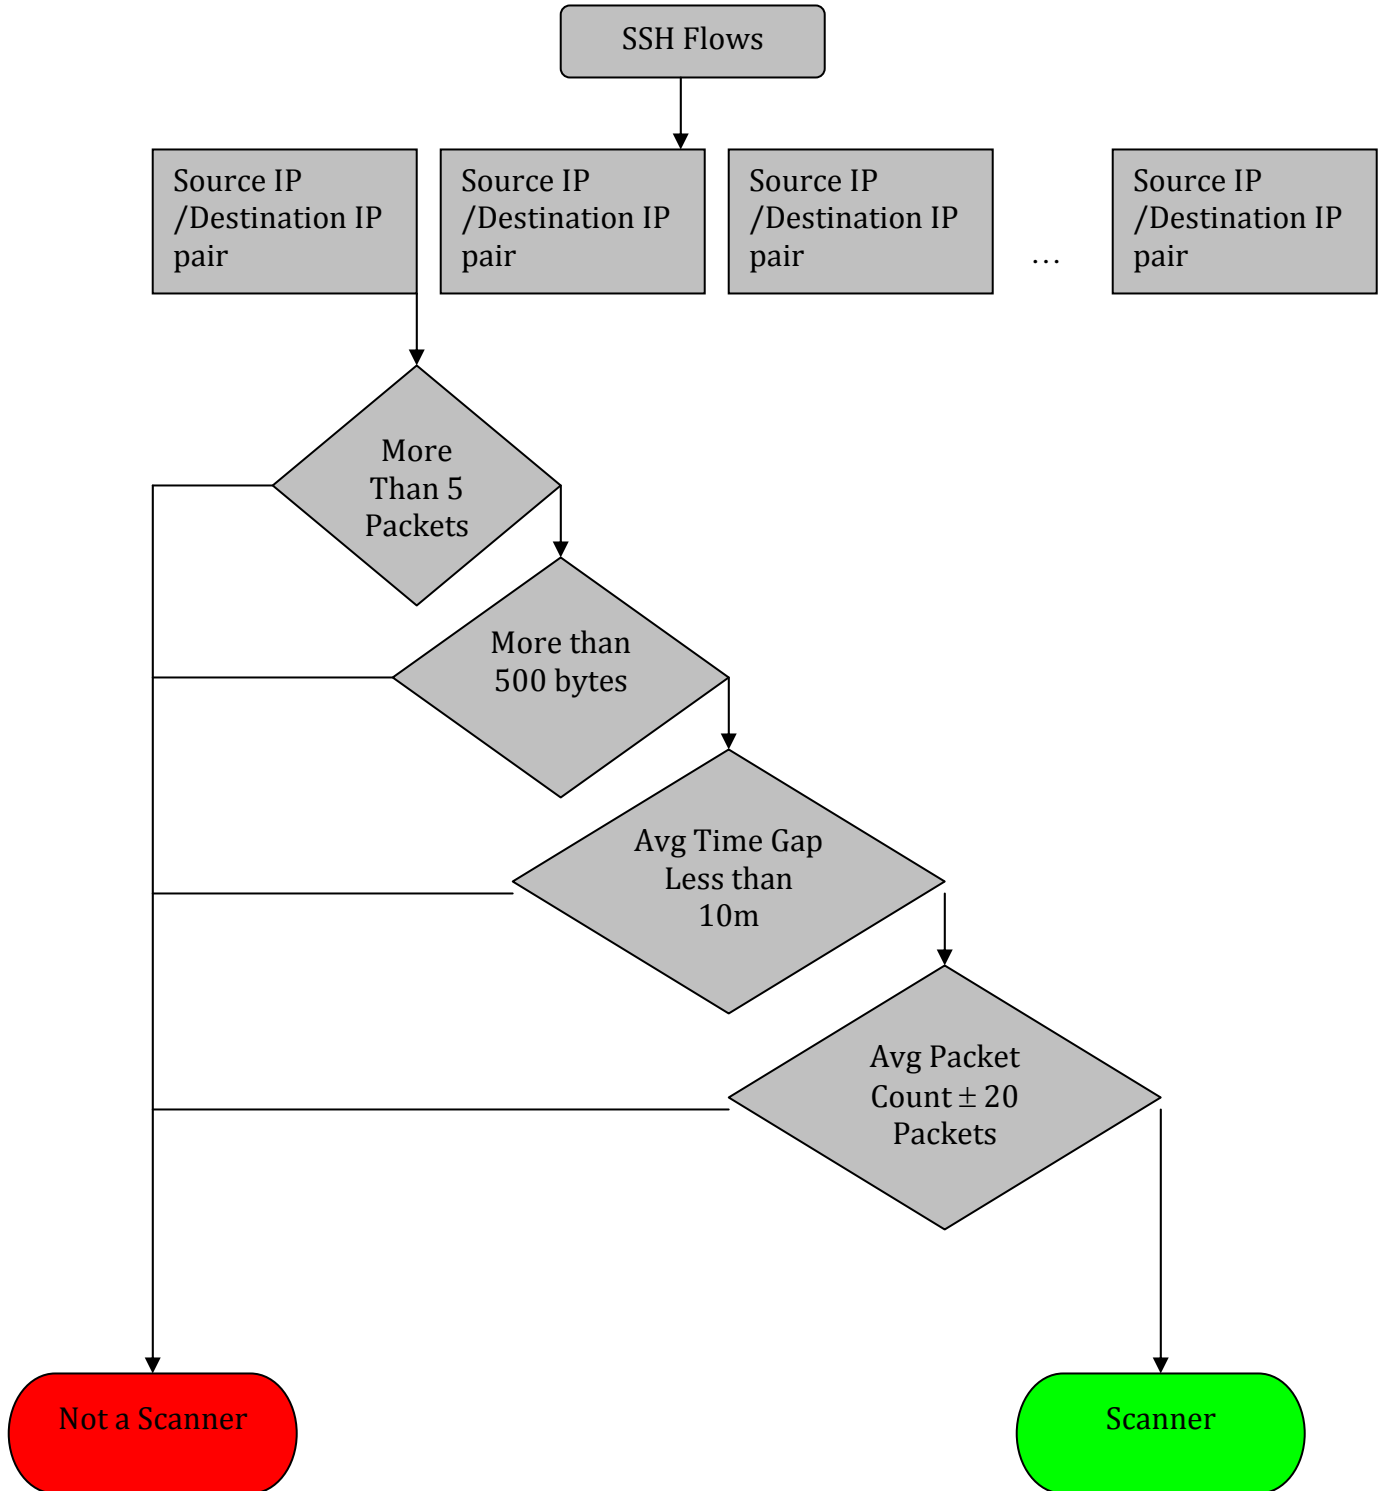 SSH Flows
Source IP
/Destination IP
pair
Source IP
/Destination IP
pair
Source IP
/Destination IP
pair
...
Source IP
/Destination IP
pair
More
Than 5
Packets
More than
500 bytes
Avg Time Gap
Less than
10m
Avg Packet
Count ± 20
Packets
Not a Scanner
Scanner